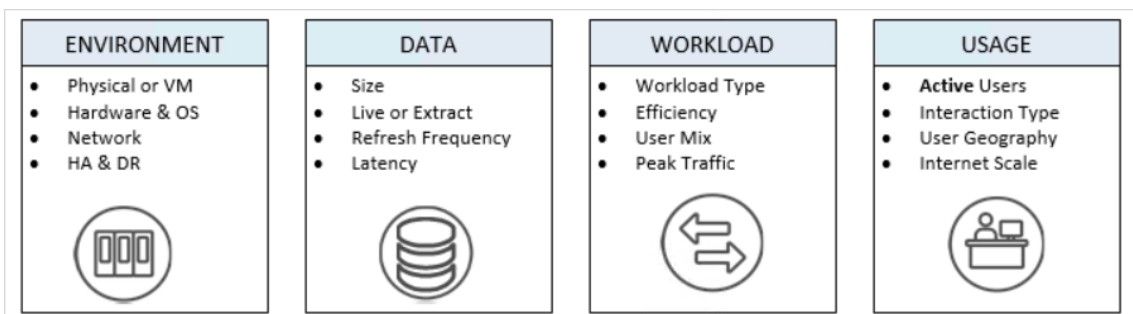 ENVIRONMENT
• Physical or VM
• Hardware & OS
• Network
• HA & DR
DATA
• Size
• Live or Extract
• Refresh Frequency
• Latency
WORKLOAD
• Workload Type
• Efficiency
• User Mix
• Peak Traffic
USAGE
• Active Users
• Interaction Type
• User Geography
• Internet Scale